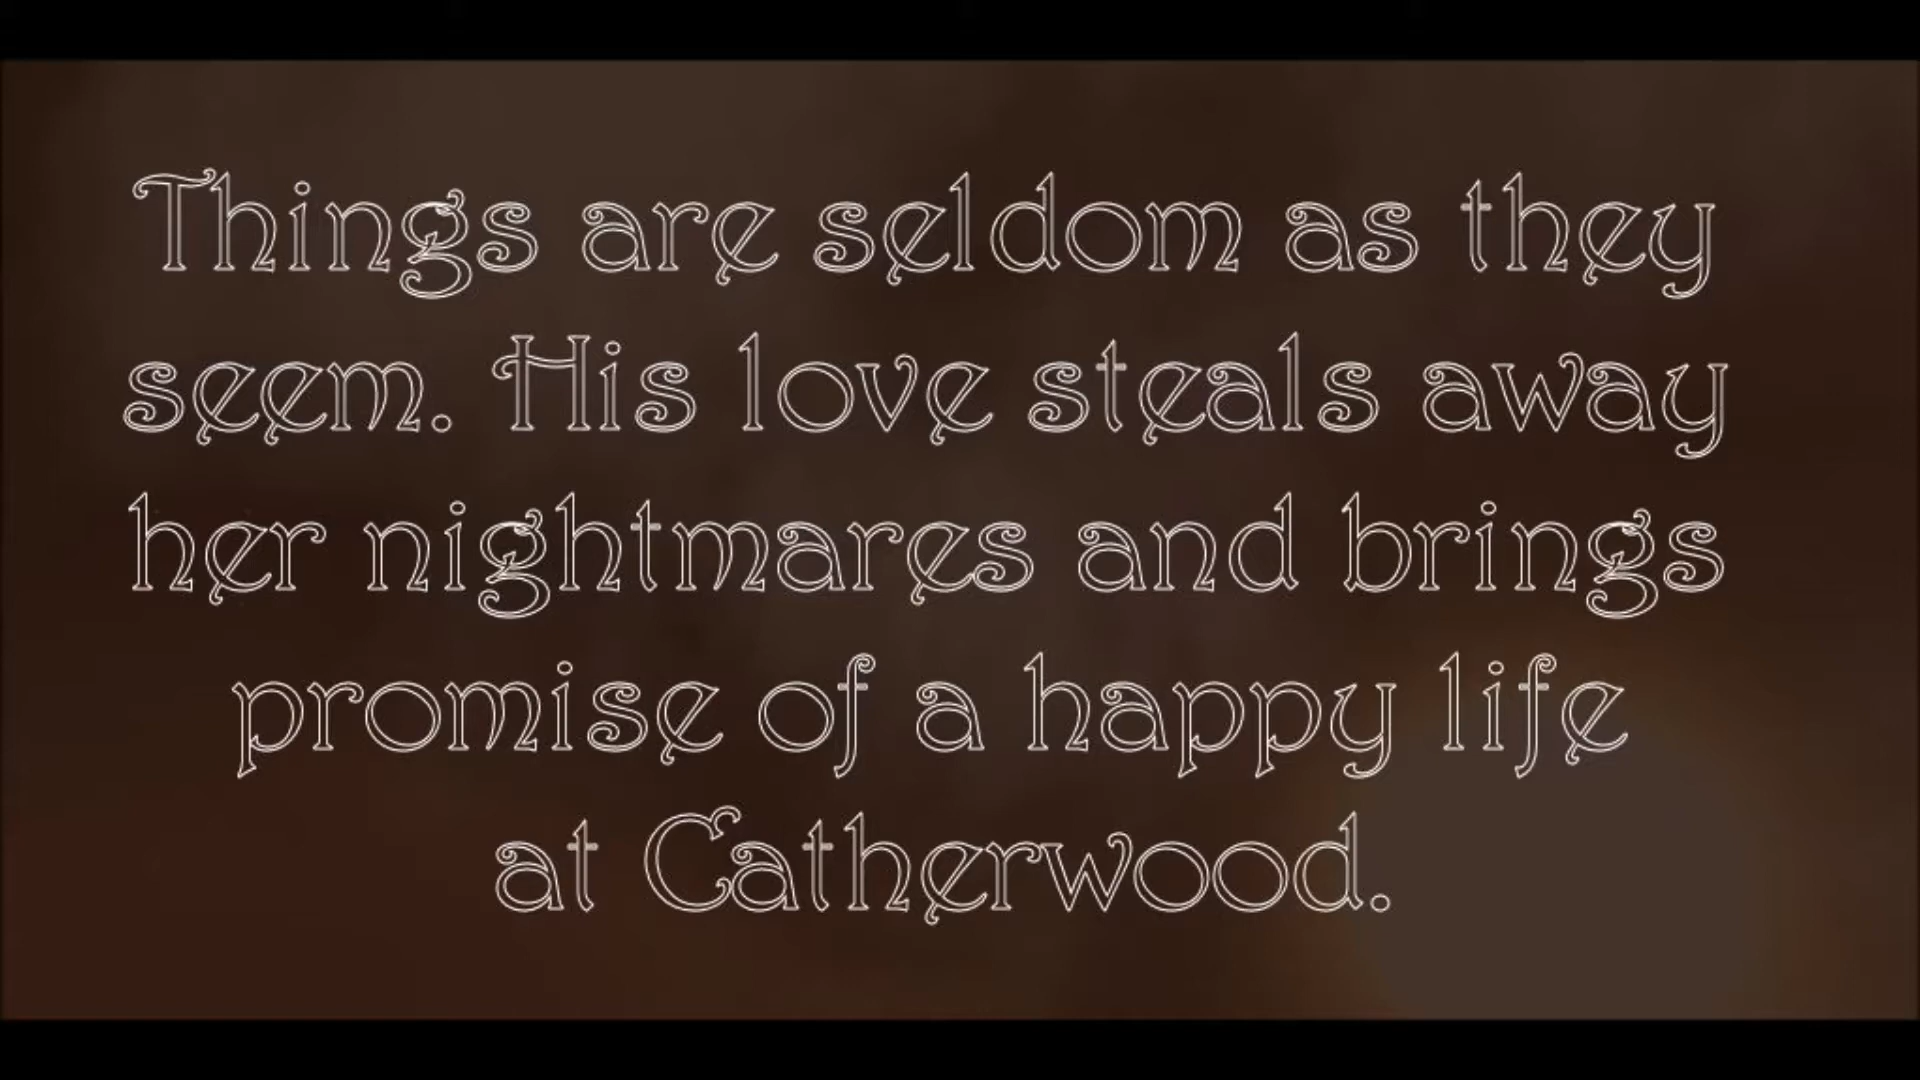 Things are seldom as they
seem. His love steals away
her nightmares and brings
promise of a happy life
at Catherwood.